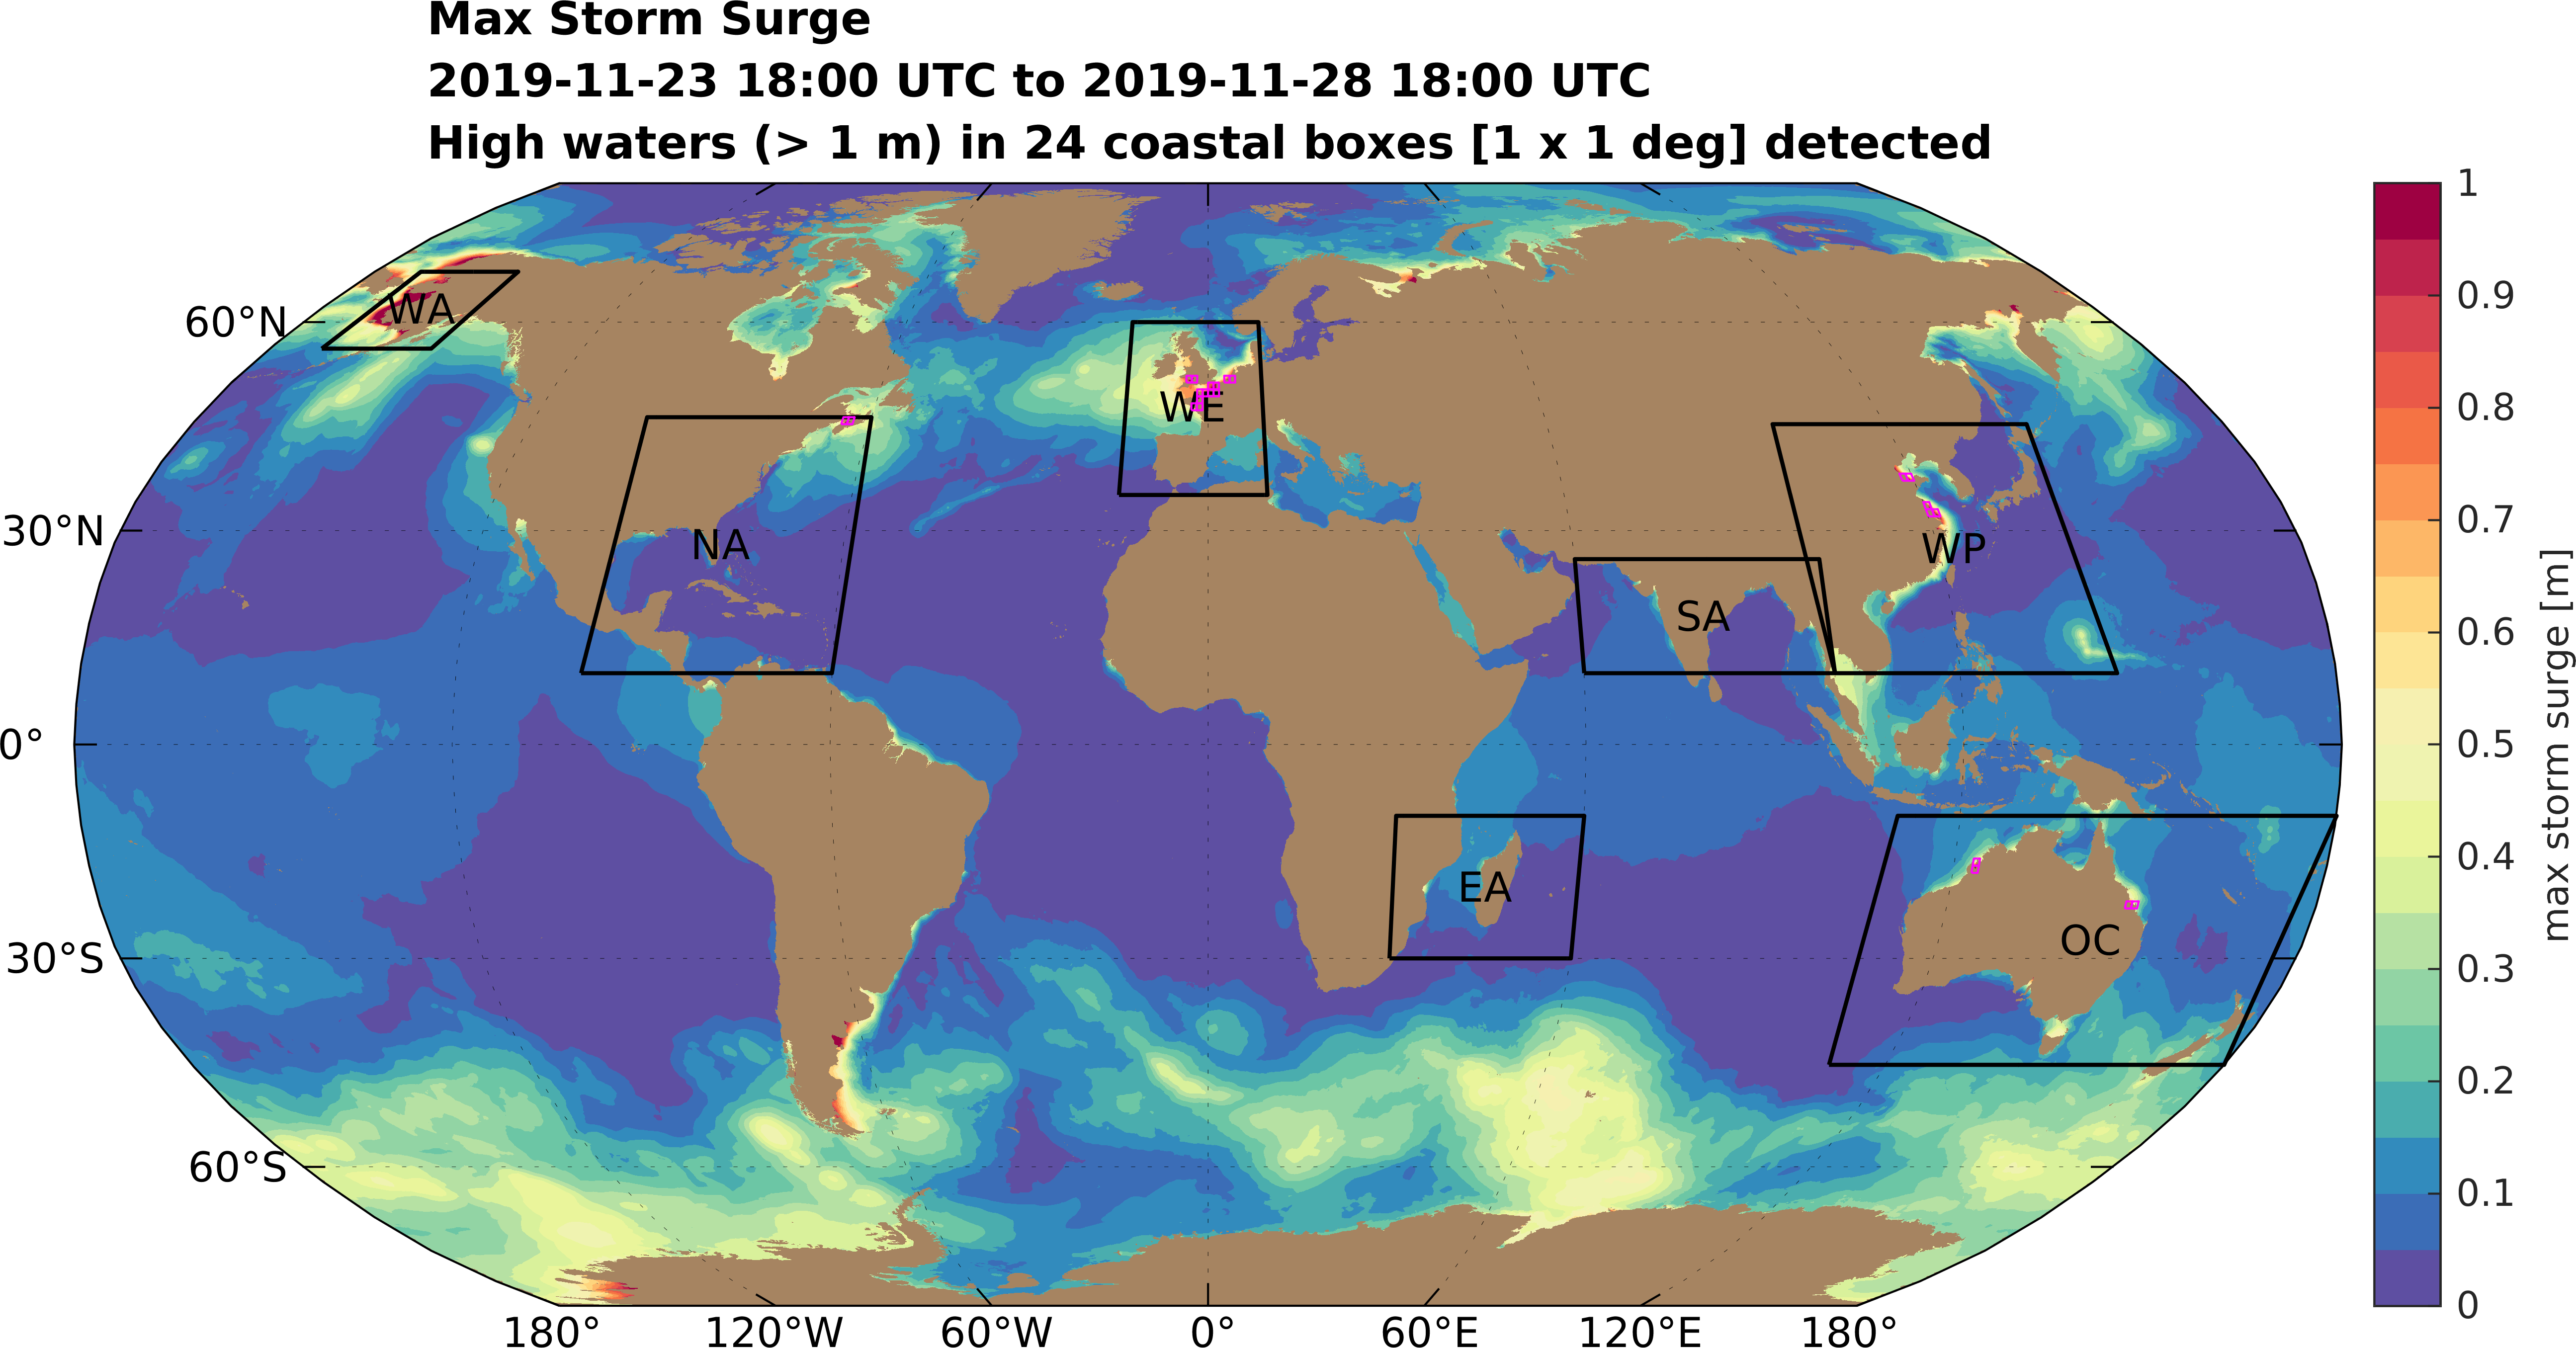 Max Storm Surge
2019-11-23 18:00 UTC to 2019-11-28 18:00 UTC
High waters (> 1 m) in 24 coastal boxes [1 x 1 deg] detected
60°N
30°N
0°
30°S
60°S
180°
120°W
60°W
0°
60°E
120°E
180°
WA
NA
WE
SA
WP
EA
OC
1
0.9
0.8
0.7
0.6
0.5
0.4
0.3
0.2
0.1
0
max storm surge [m]